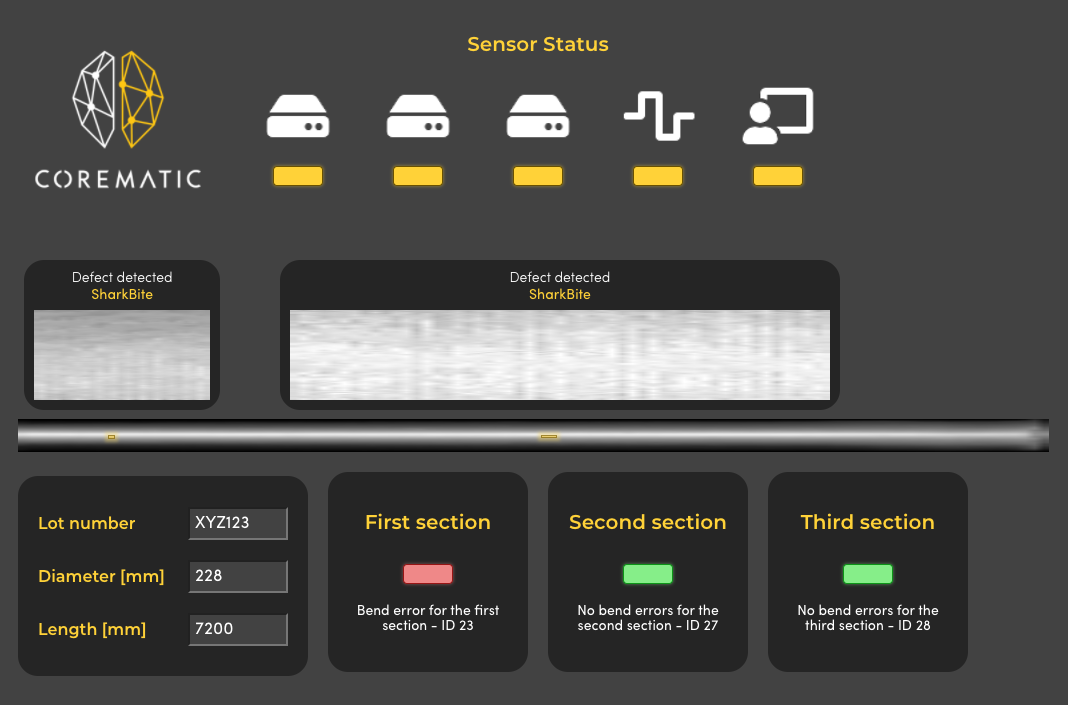 Sensor Status
COREMATIC
Defect detected
SharkBite
Defect detected
SharkBite
Lot number XYZ123
Diameter [mm] 228
Length [mm] 7200
First section
Bend error for the first
section - ID 23
Second section
No bend errors for the
second section - ID 27
Third section
No bend errors for the
third section - ID 28